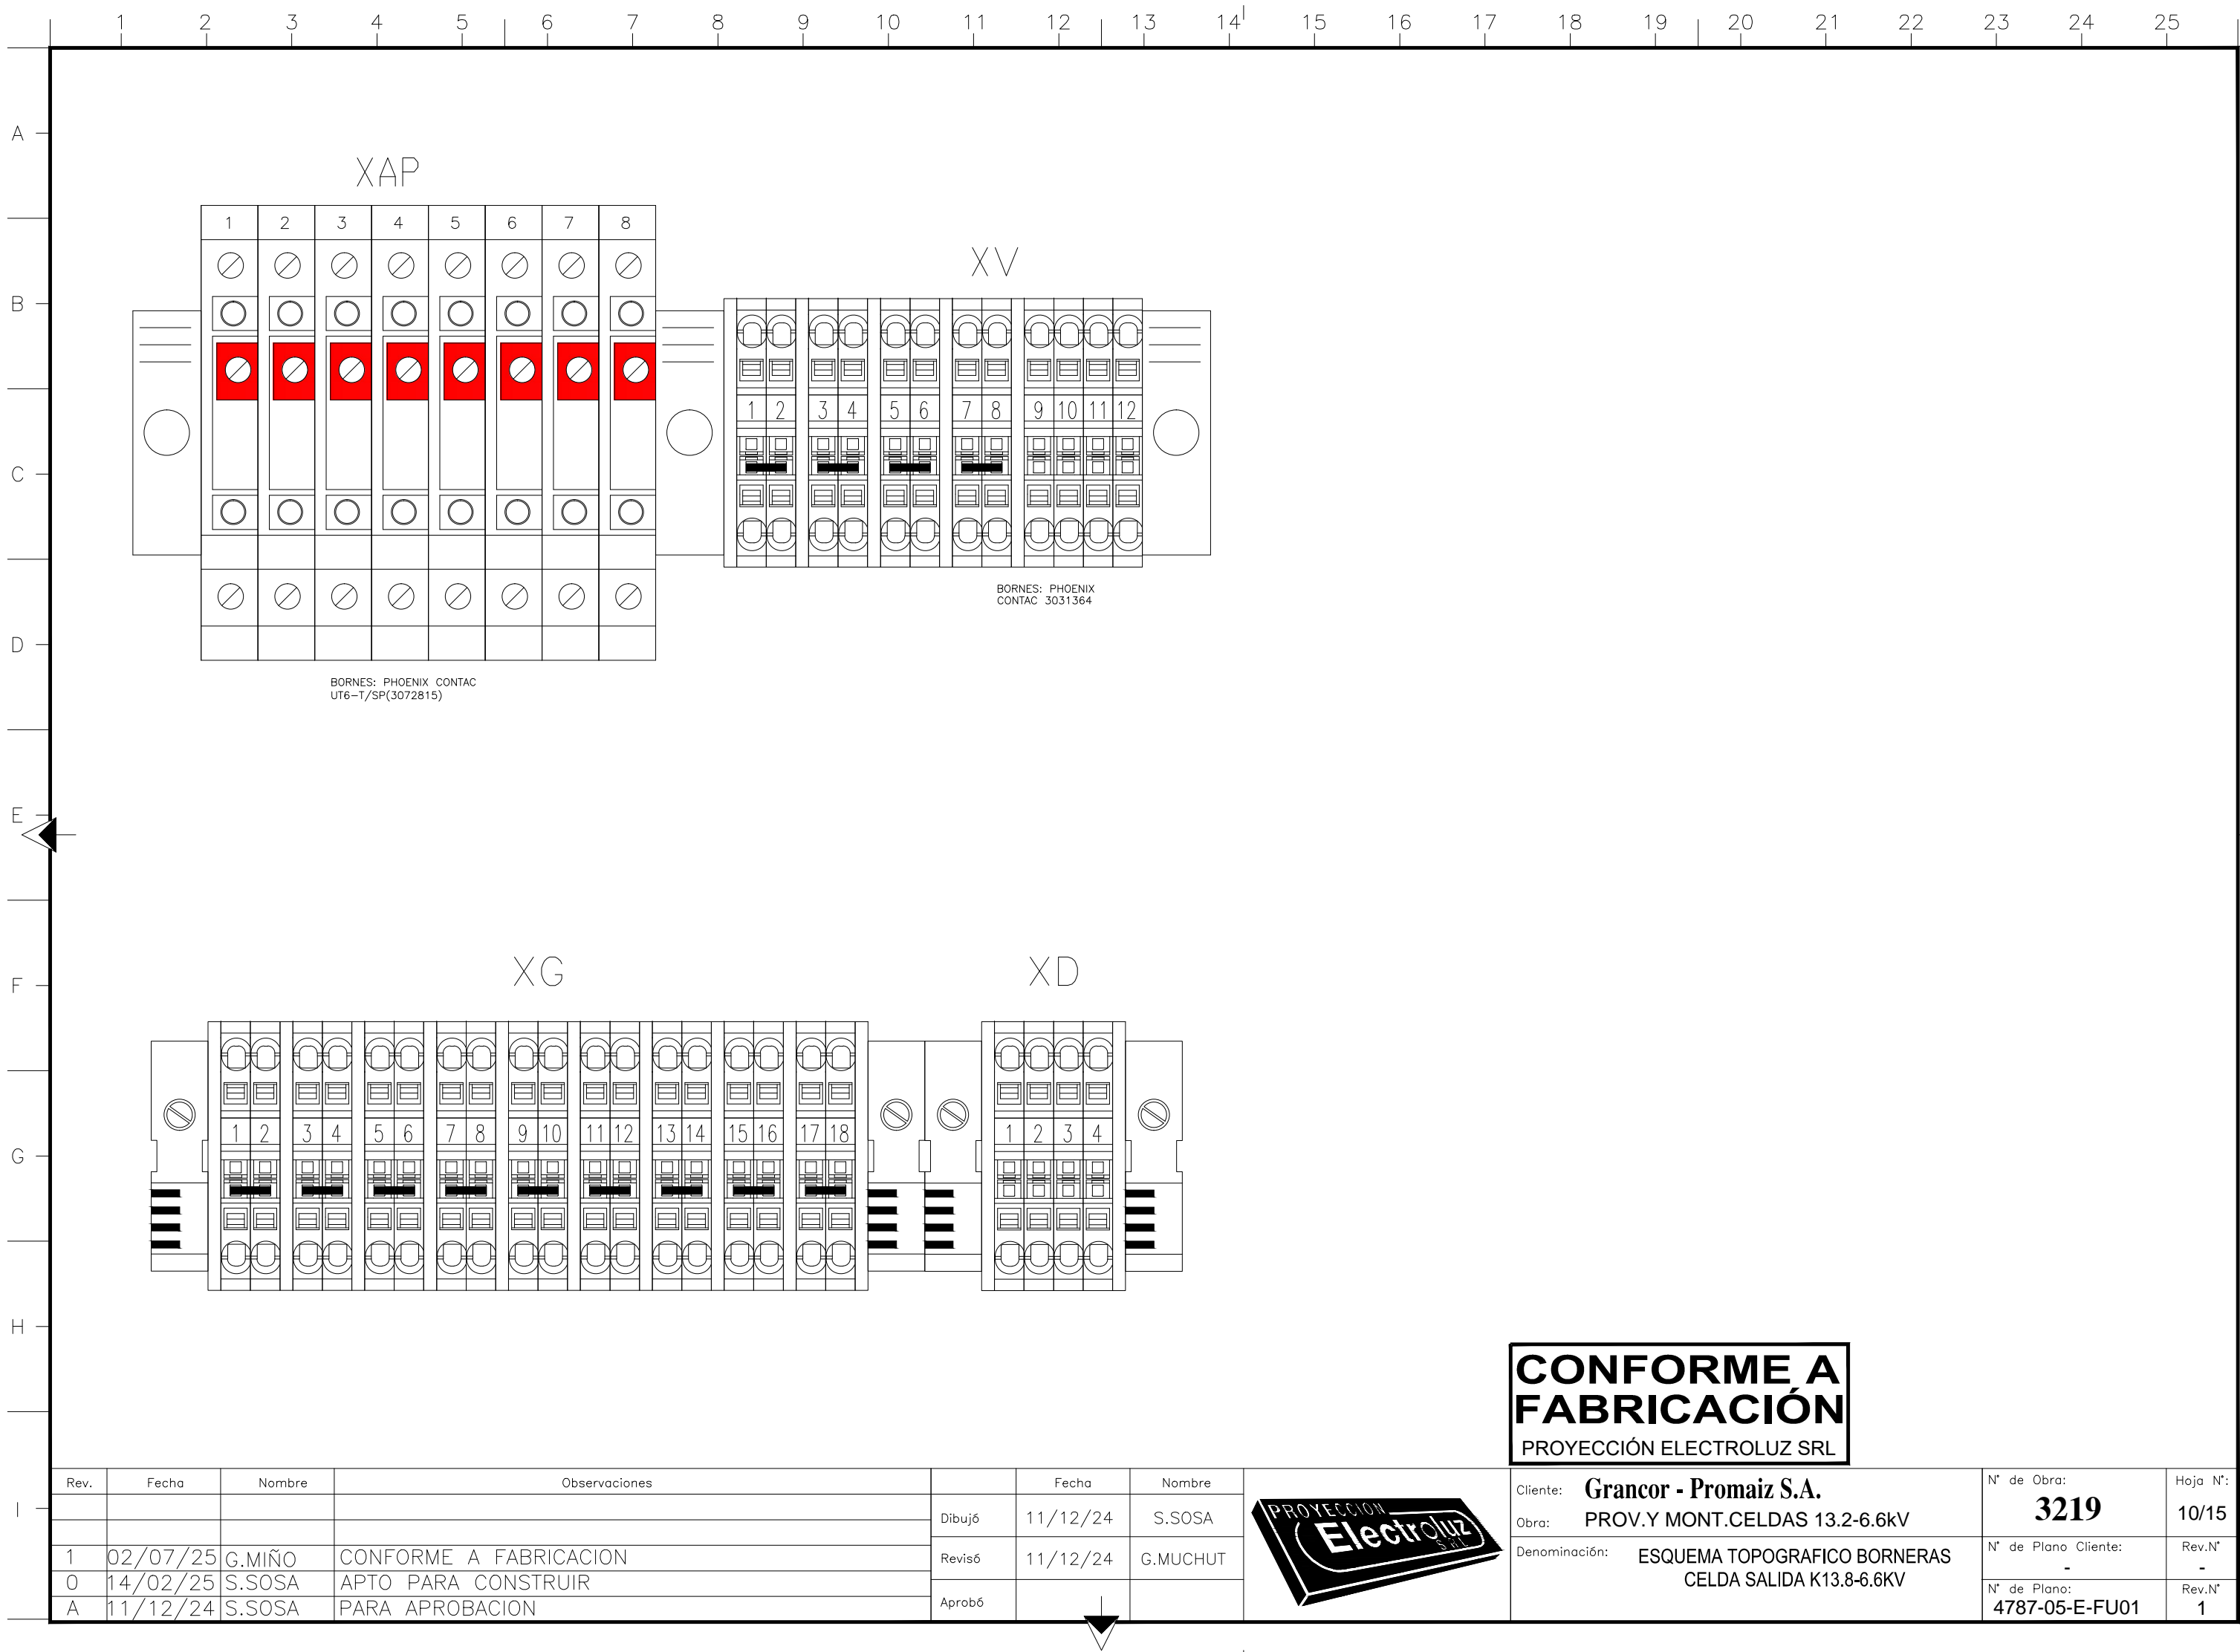 1 2 3 4 5 6 7 8 9 10 11 12 13 14 15 16 17 18 19 20 21 22 23 24 25
A
B
C
D
E
F
G
H
I
XAP
1 2 3 4 5 6 7 8
BORNES: PHOENIX CONTAC
UT6-T/SP(3072815)
XV
1 2 3 4 5 6 7 8 9 10 11 12
BORNES: PHOENIX
CONTAC 3031364
XG
1 2 3 4 5 6 7 8 9 10 11 12 13 14 15 16 17 18
XD
1 2 3 4
CONFORME A
FABRICACIÓN
PROYECCIÓN ELECTROLUZ SRL
Rev. Fecha Nombre Observaciones
1 02/07/25 G.MIÑO CONFORME A FABRICACION
0 14/02/25 S.SOSA APTO PARA CONSTRUIR
A 11/12/24 S.SOSA PARA APROBACION
Fecha Nombre
Dibujó 11/12/24 S.SOSA
Revisó 11/12/24 G.MUCHUT
Aprobó
PROYECCION
Electroluz
SRL
Cliente: Grancor - Promaiz S.A.
Obra: PROV.Y MONT.CELDAS 13.2-6.6kV
Denominación: ESQUEMA TOPOGRAFICO BORNERAS
CELDA SALIDA K13.8-6.6KV
N° de Obra:
3219
Hoja N°:
10/15
N° de Plano Cliente:
-
Rev.N°
-
N° de Plano:
4787-05-E-FU01
Rev.N°
1